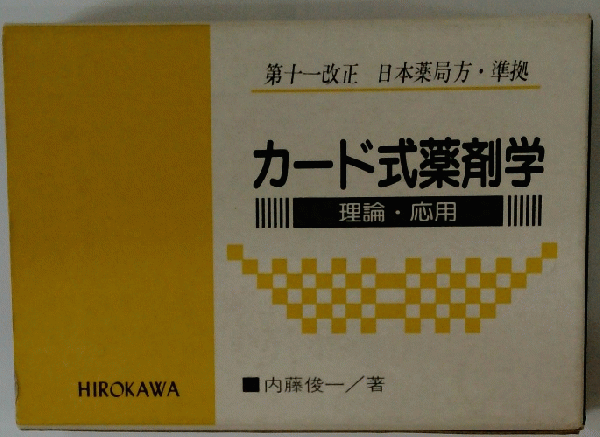 第十一改正 日本薬局方・準拠
カード式薬剤学
理論・応用
HIROKAWA
■内藤俊一／著